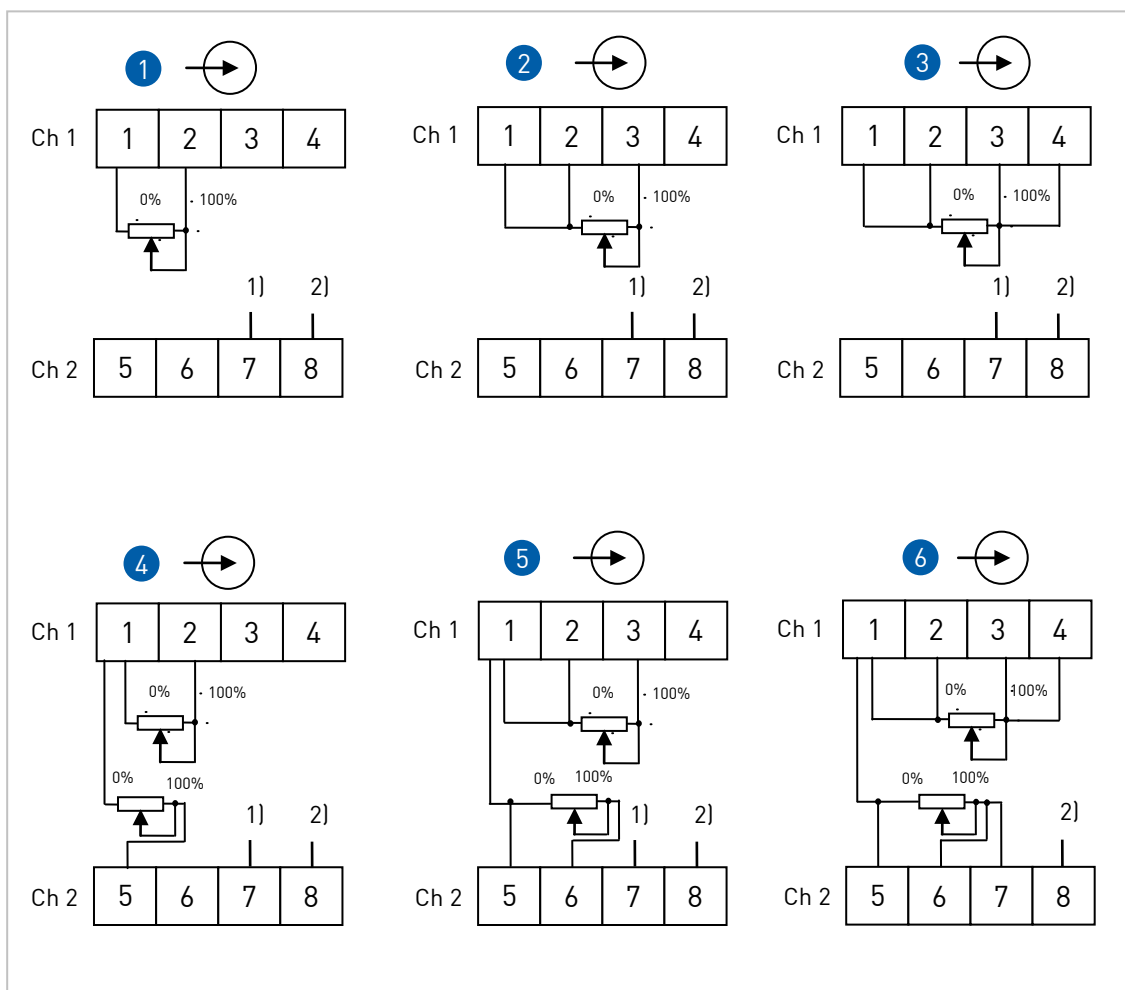 1 2 3
Ch 1 1 2 3 4 Ch 1 1 2 3 4 Ch 1 1 2 3 4
0% 100% 0% 100% 0% 100%
1) 2) 1) 2) 1) 2)
Ch 2 5 6 7 8 Ch 2 5 6 7 8 Ch 2 5 6 7 8
4 5 6
Ch 1 1 2 3 4 Ch 1 1 2 3 4 Ch 1 1 2 3 4
0% 100% 0% 100% 0% 100%
0% 100% 0% 100% 0% 100%
1) 2) 1) 2) 2)
Ch 2 5 6 7 8 Ch 2 5 6 7 8 Ch 2 5 6 7 8